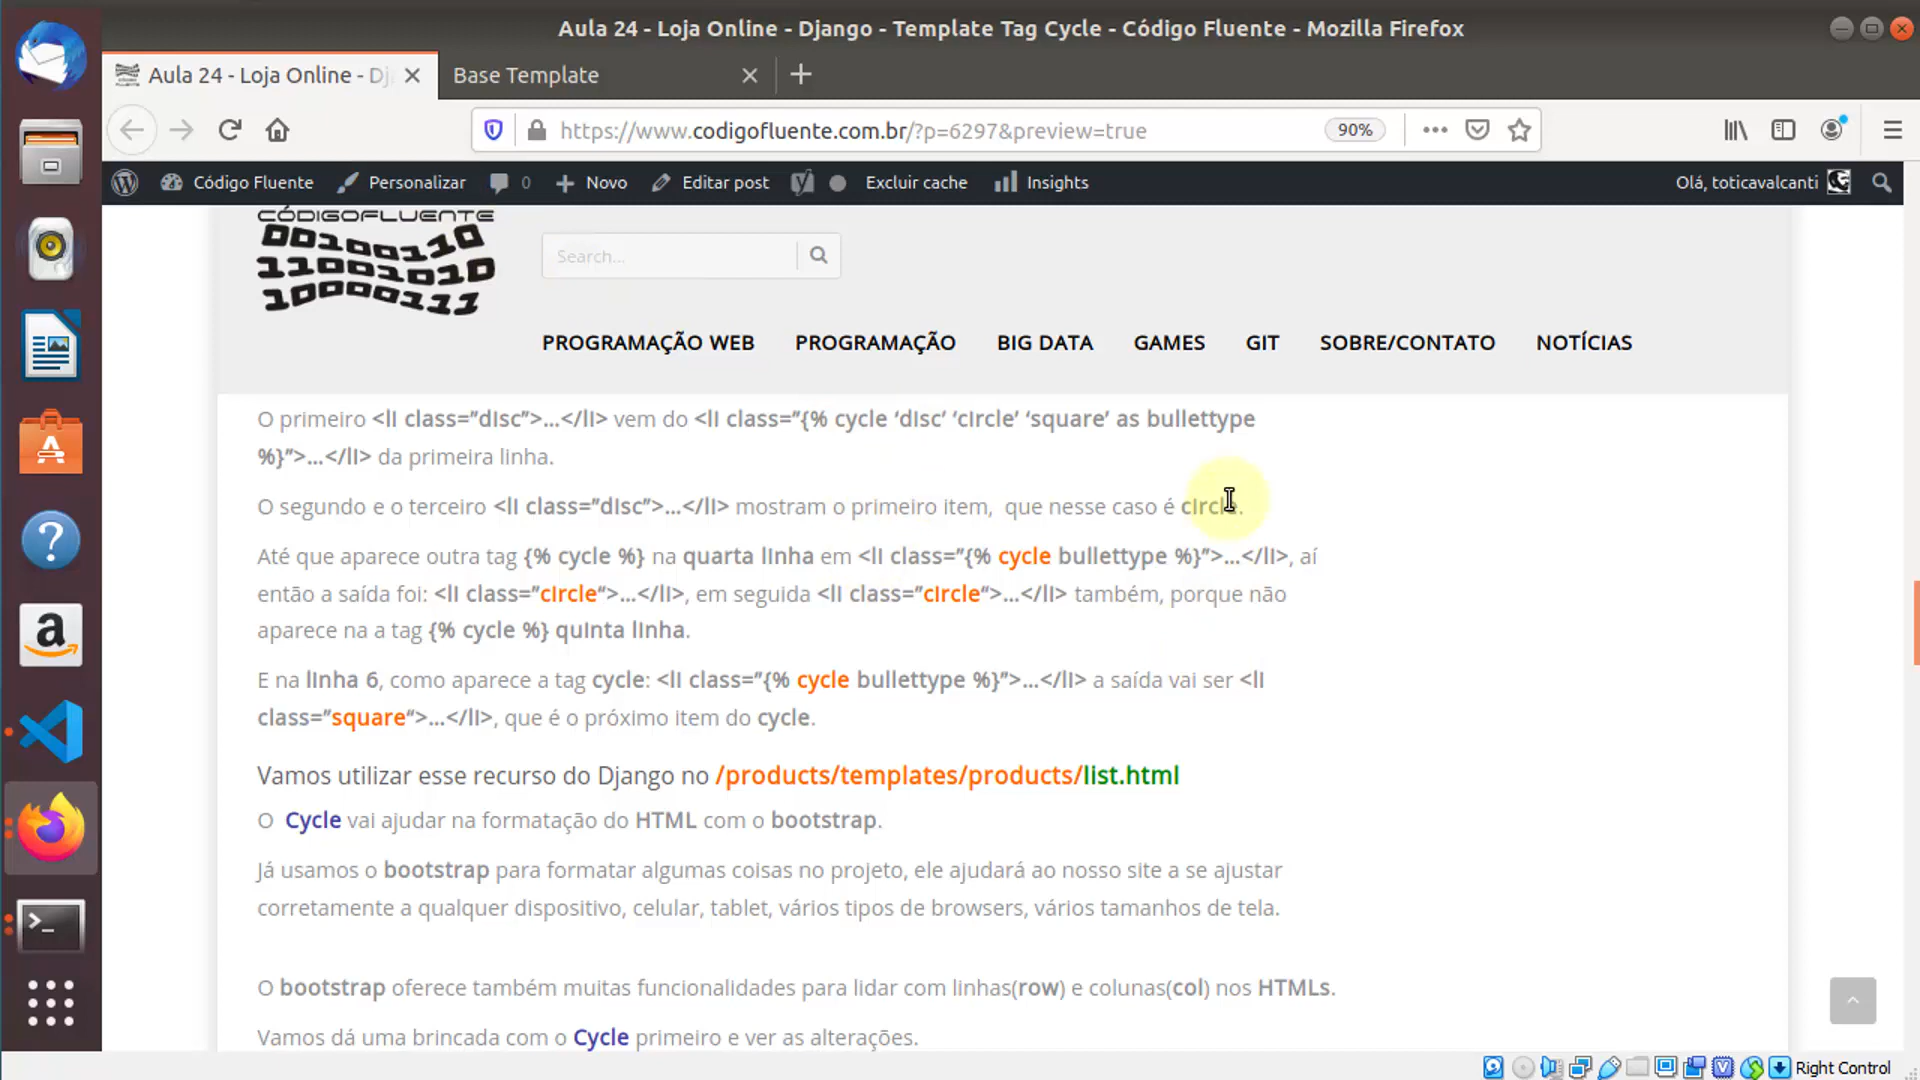 Aula 24 - Loja Online - Django - Template Tag Cycle - Código Fluente - Mozilla Firefox
Aula 24 - Loja Online - Dj
Base Template
https://www.codigofluente.com.br/?p=6297&preview=true
90%
Código Fluente
Personalizar
0
Novo
Editar post
Excluir cache
Insights
Olá, toticavalcanti
CÓDIGOFLUENTE
00100110
11001010
10000111
Search...
PROGRAMAÇÃO WEB
PROGRAMAÇÃO
BIG DATA
GAMES
GIT
SOBRE/CONTATO
NOTÍCIAS
O primeiro <li class=”disc”>…</li> vem do <li class=”{% cycle ‘disc’ ‘circle’ ‘square’ as bullettype
%}”>…</li> da primeira linha.
O segundo e o terceiro <li class=”disc”>…</li> mostram o primeiro item, que nesse caso é circle.
Até que aparece outra tag {% cycle %} na quarta linha em <li class=”{% cycle bullettype %}”>…</li>, aí
então a saída foi: <li class=”circle“>…</li>, em seguida <li class=”circle“>…</li> também, porque não
aparece na a tag {% cycle %} quinta linha.
E na linha 6, como aparece a tag cycle: <li class=”{% cycle bullettype %}”>…</li> a saída vai ser <li
class=”square“>…</li>, que é o próximo item do cycle.
Vamos utilizar esse recurso do Django no /products/templates/products/list.html
O Cycle vai ajudar na formatação do HTML com o bootstrap.
Já usamos o bootstrap para formatar algumas coisas no projeto, ele ajudará ao nosso site a se ajustar
corretamente a qualquer dispositivo, celular, tablet, vários tipos de browsers, vários tamanhos de tela.
O bootstrap oferece também muitas funcionalidades para lidar com linhas(row) e colunas(col) nos HTMLs.
Vamos dá uma brincada com o Cycle primeiro e ver as alterações.
Right Control